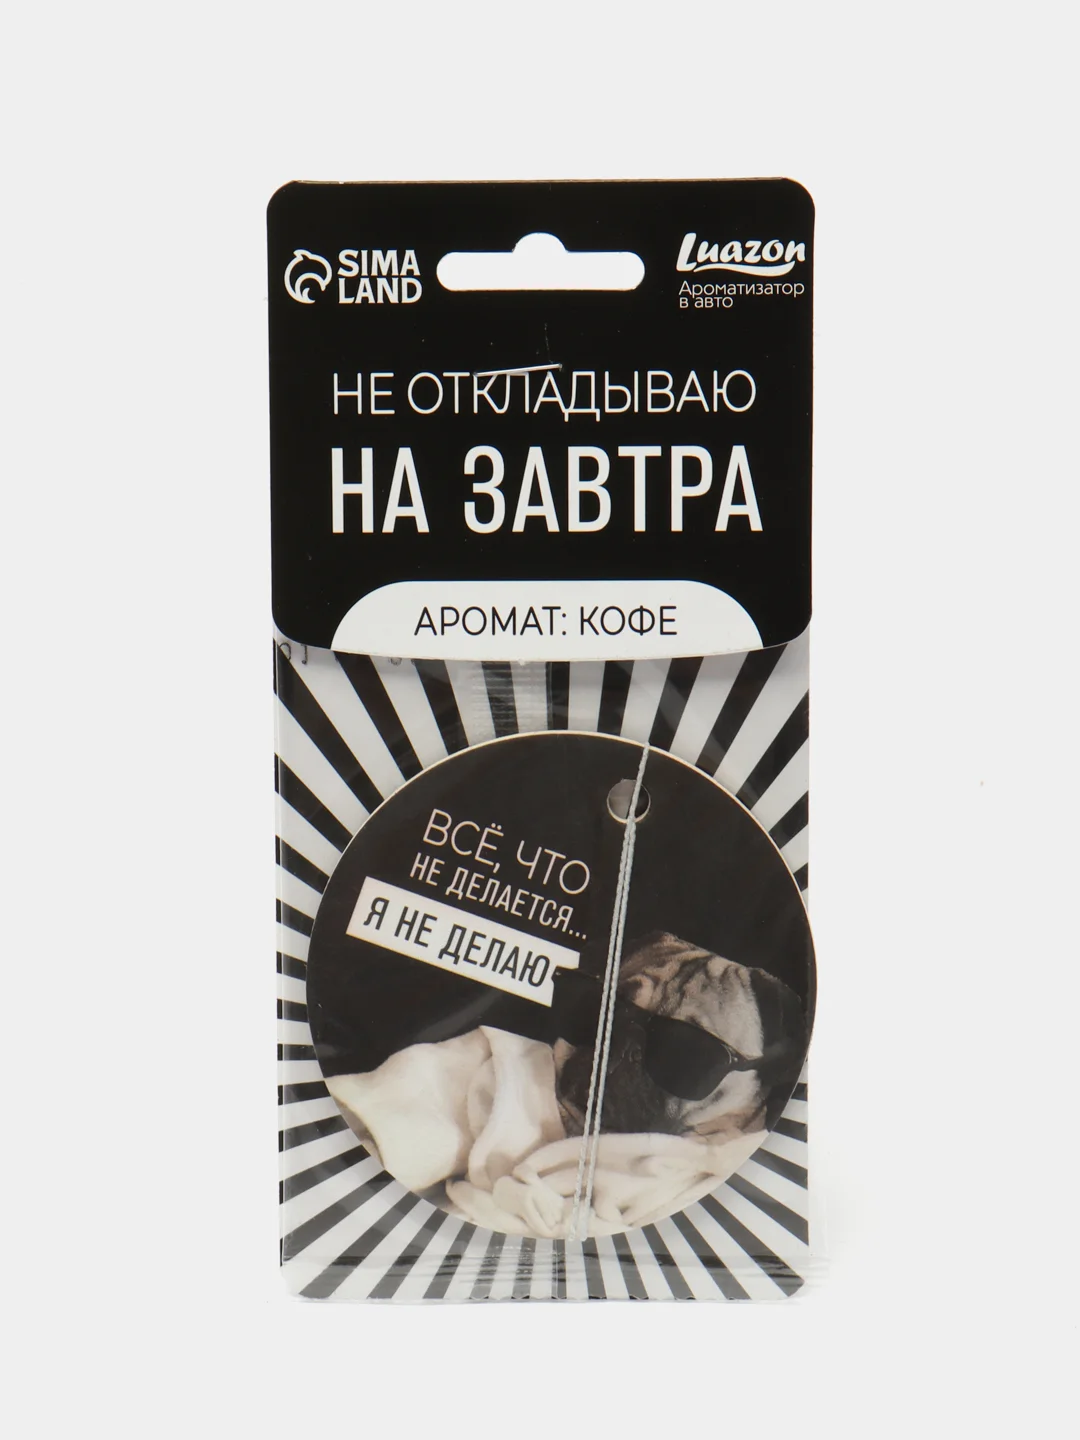 SIMA
LAND
Luazon
Ароматизатор
в авто
НЕ ОТКЛАДЫВАЮ
НА ЗАВТРА
АРОМАТ: КОФЕ
ВСЁ, ЧТО
НЕ ДЕЛАЕТСЯ...
Я НЕ ДЕЛАЮ